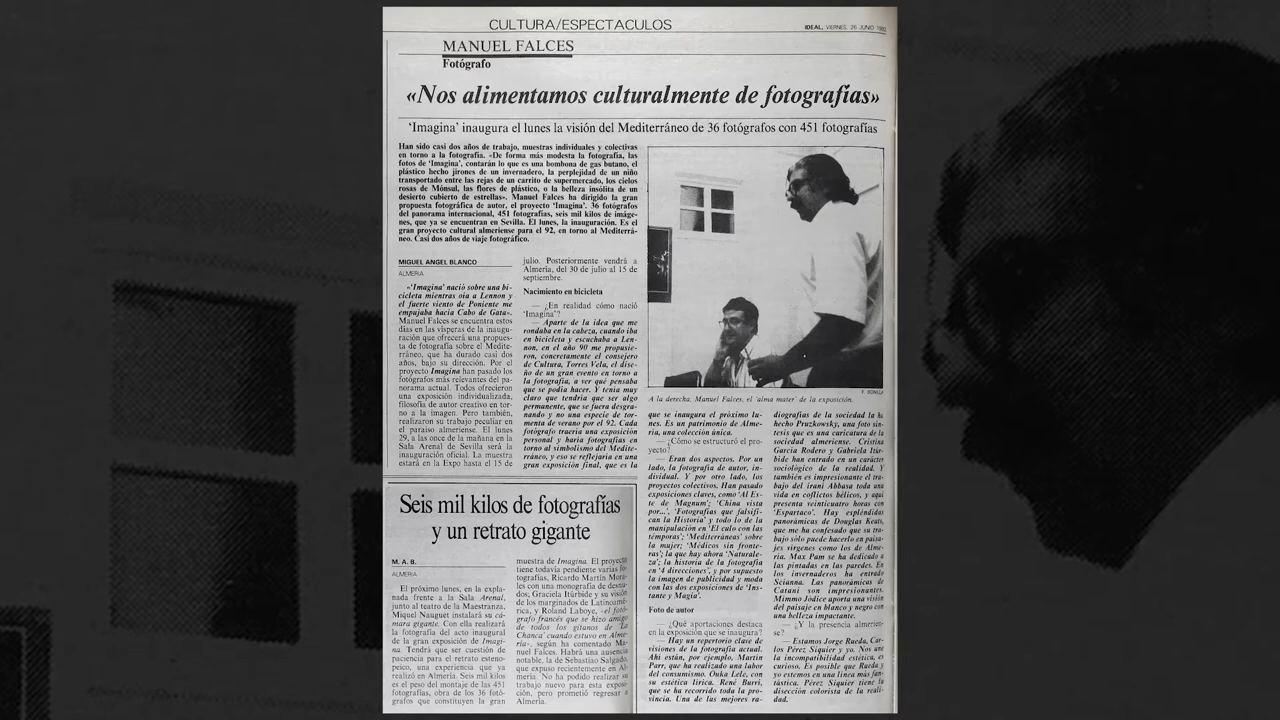 CULTURA/ESPECTACULOS
IDEAL, VIERNES, 26 JUNIO
MANUEL FALCES
Fotógrafo
«Nos alimentamos culturalmente de fotografías»
‘Imagina’ inaugura el lunes la visión del Mediterráneo de 36 fotógrafos con 451 fotografías
Han sido casi dos años de trabajo, muestras individuales y colectivas
en torno a la fotografía. «De forma más modesta la fotografía, las
fotos de ‘Imagina’, contarán lo que es una bombona de gas butano, el
plástico hecho jirones de un invernadero, la perplejidad de un niño
transportado entre las rejas de un carrito de supermercado, los cielos
rosas de Mónsul, las flores de plástico, o la belleza insólita de un
desierto cubierto de estrellas». Manuel Falces ha dirigido la gran
propuesta fotográfica de autor, el proyecto ‘Imagina’. 36 fotógrafos
del panorama internacional, 451 fotografías, seis mil kilos de imáge-
nes, que ya se encuentran en Sevilla. El lunes, la inauguración. Es el
gran proyecto cultural almeriense para el 92, en torno al Mediterrá-
neo. Casi dos años de viaje fotográfico.
MIGUEL ANGEL BLANCO
ALMERIA
«‘Imagina’ nació sobre una bi-
cicleta mientras oía a Lennon y
el fuerte viento de Poniente me
empujaba hacia Cabo de Gata».
Manuel Falces se encuentra estos
días en las vísperas de la inaugu-
ración que ofrecerá una propues-
ta de fotografía sobre el Medite-
rráneo, que ha durado casi dos
años, bajo su dirección. Por el
proyecto Imagina han pasado los
fotógrafos más relevantes del pa-
norama actual. Todos ofrecieron
una exposición individualizada,
filosofía de autor creativo en tor-
no a la imagen. Pero también,
realizaron su trabajo peculiar en
el paraíso almeriense. El lunes
29, a las once de la mañana en la
Sala Arenal de Sevilla será la
inauguración oficial. La muestra
estará en la Expo hasta el 15 de
julio. Posteriormente vendrá a
Almería, del 30 de julio al 15 de
septiembre.
Nacimiento en bicicleta
— ¿En realidad cómo nació
‘Imagina’?
— Aparte de la idea que me
rondaba en la cabeza, cuando iba
en bicicleta y escuchaba a Len-
non, en el año 90 me propusie-
ron, concretamente el consejero
de Cultura, Torres Vela, el dise-
ño de un gran evento en torno a
la fotografía, a ver qué pensaba
que se podía hacer. Y tenía muy
claro que tendría que ser algo
permanente, que se fuera desgra-
nando y no una especie de tor-
menta de verano por el 92. Cada
fotógrafo traería una exposición
personal y haría fotografías en
torno al simbolismo del Medite-
rráneo, y eso se reflejaría en una
gran exposición final, que es la
F. BONILLA
A la derecha, Manuel Falces, el ‘alma mater’ de la exposición.
que se inaugura el próximo lu-
nes. Es un patrimonio de Alme-
ría, una colección única.
— ¿Cómo se estructuró el pro-
yecto?
— Eran dos aspectos. Por un
lado, la fotografía de autor, in-
dividual. Y por otro lado, los
proyectos colectivos. Han pasado
exposiciones claves, como ‘Al Es-
te de Magnum’; ‘China vista
por...’, ‘Fotografías que falsifi-
can la Historia’ y todo lo de la
manipulación en ‘El culo con las
témporas’; ‘Mediterráneas’ sobre
la mujer; ‘Médicos sin fronte-
ras’; la que hay ahora ‘Naturale-
za’; la historia de la fotografía
en ‘4 direcciones’, y por supuesto
la imagen de publicidad y moda
con las dos exposiciones de ‘Ins-
tante y Magia’.
Foto de autor
— ¿Qué aportaciones destaca
en la exposición que se inaugura?
— Hay un repertorio clave de
visiones de la fotografía actual.
Ahí están, por ejemplo, Martin
Parr, que ha realizado una labor
del consumismo. Ouka Lele, con
su estética lírica. René Burri,
que se ha recorrido toda la pro-
vincia. Una de las mejores ra-
diografías de la sociedad la ha
hecho Pruzkowsky, una foto sín-
tesis que es una caricatura de la
sociedad almeriense. Cristina
García Rodero y Gabriela Itúr-
bide han entrado en un carácter
sociológico de la realidad. Y
también es impresionante el tra-
bajo del iraní Abbasa toda una
vida en coflictos bélicos, y aquí
presenta veinticuatro horas con
‘Espartaco’. Hay espléndidas
panorámicas de Douglas Keats,
que me ha confesado que su tra-
bajo sólo puede hacerlo en paisa-
jes vírgenes como los de Alme-
ría. Max Pam se ha dedicado a
las pintadas en las paredes. En
los invernaderos ha entrado
Scianna. Las panorámicas de
Catani son impresionantes.
Mimmo Jódice aporta una visión
del paisaje en blanco y negro con
una belleza impactante.
— ¿Y la presencia almerien-
se?
— Estamos Jorge Rueda, Car-
los Pérez Siquier y yo. Nos une
la incompatibilidad estética, es
curioso. Es posible que Rueda y
yo estemos en una línea más fan-
tástica. Pérez Siquier tiene la
disección colorista de la reali-
dad.
Seis mil kilos de fotografías
y un retrato gigante
M. A. B.
ALMERIA
El próximo lunes, en la expla-
nada frente a la Sala Arenal,
junto al teatro de la Maestranza,
Miquel Nauguet instalará su cá-
mara gigante. Con ella realizará
la fotografía del acto inaugural
de la gran exposición de Imagi-
na. Tendrá que ser cuestión de
paciencia para el retrato esteno-
peico, una experiencia que ya
realizó en Almería. Seis mil kilos
es el peso del montaje de las 451
fotografías, obra de los 36 fotó-
grafos que constituyen la gran
muestra de Imagina. El proyecto
tiene todavía pendiente varias fo-
tografías, Ricardo Martín Mora-
les con una monografía de desnu-
dos; Graciela Itúrbide y su visión
de los marginados de Latinoamé-
rica, y Roland Laboye, «el fotó-
grafo francés que se hizo amigo
de todos los gitanos de ‘La
Chanca’ cuando estuvo en Alme-
ría», según ha comentado Ma-
nuel Falces. Habrá una ausencia
notable, la de Sebastiao Salgado,
que expuso recientemente en Al-
mería. No ha podido realizar su
trabajo nuevo para esta exposi-
ción, pero prometió regresar a
Almería.